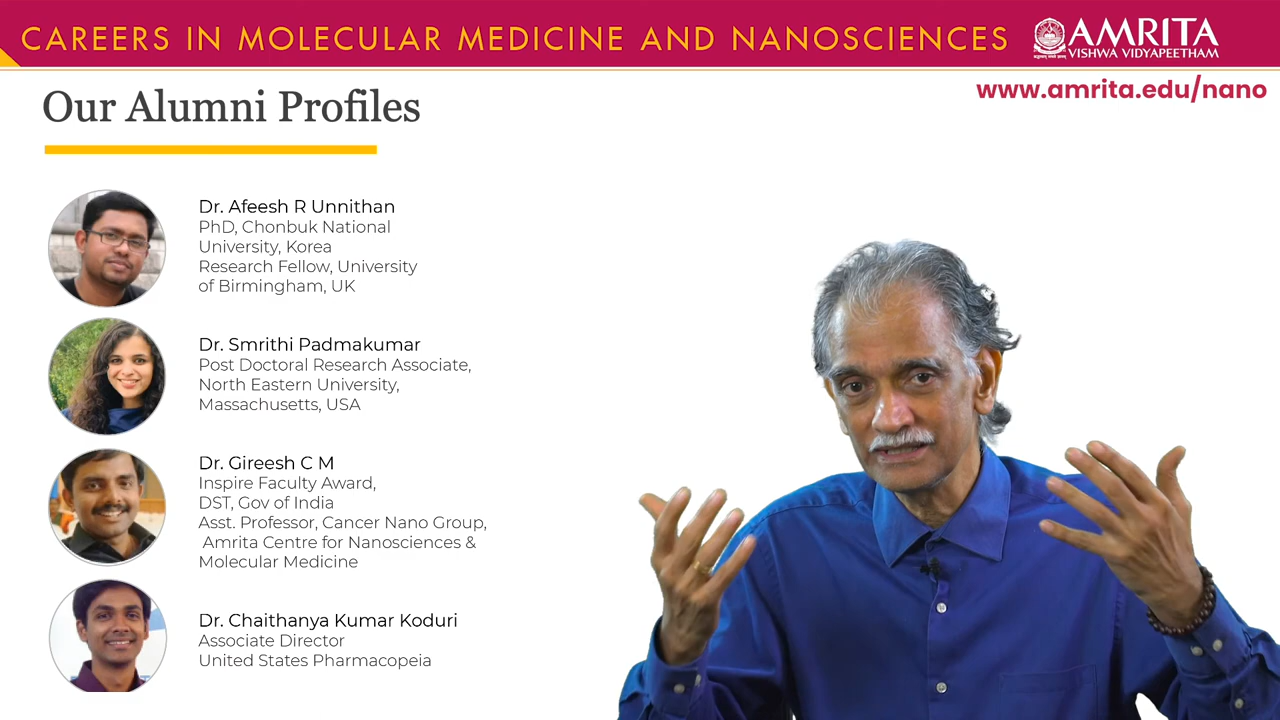 CAREERS IN MOLECULAR MEDICINE AND NANOSCIENCES
AMRITA
VISHWA VIDYAPEETHAM
www.amrita.edu/nano
Our Alumni Profiles
Dr. Afeesh R Unnithan
PhD, Chonbuk National
University, Korea
Research Fellow, University
of Birmingham, UK
Dr. Smrithi Padmakumar
Post Doctoral Research Associate,
North Eastern University,
Massachusetts, USA
Dr. Gireesh C M
Inspire Faculty Award,
DST, Gov of India
Asst. Professor, Cancer Nano Group,
Amrita Centre for Nanosciences &
Molecular Medicine
Dr. Chaithanya Kumar Koduri
Associate Director
United States Pharmacopeia